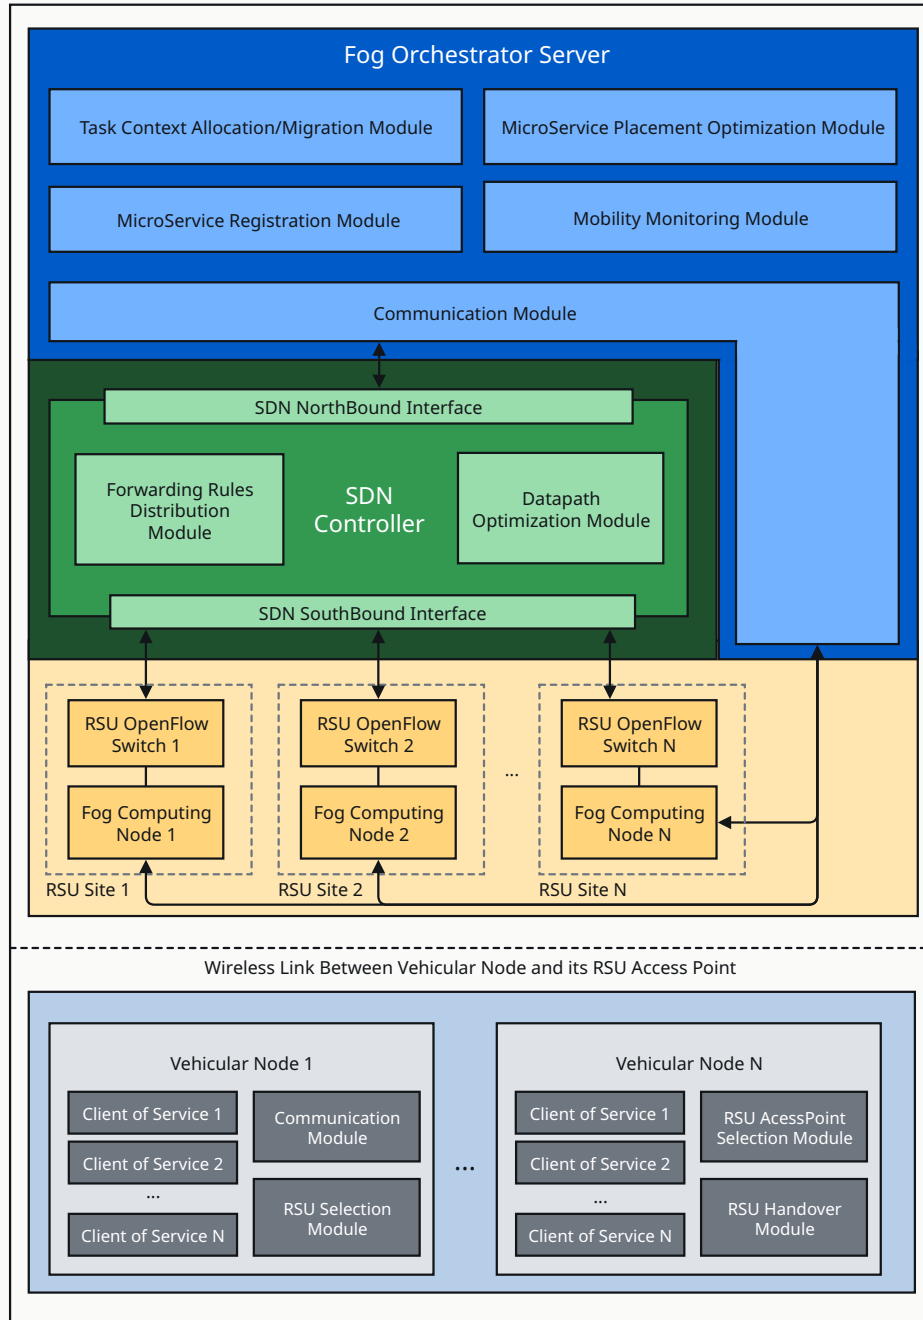 Fog Orchestrator Server
Task Context Allocation/Migration Module
MicroService Placement Optimization Module
MicroService Registration Module
Mobility Monitoring Module
Communication Module
SDN NorthBound Interface
Forwarding Rules
Distribution
Module
SDN
Controller
Datapath
Optimization Module
SDN SouthBound Interface
RSU OpenFlow
Switch 1
RSU OpenFlow
Switch 2
...
RSU OpenFlow
Switch N
Fog Computing
Node 1
Fog Computing
Node 2
Fog Computing
Node N
RSU Site 1
RSU Site 2
RSU Site N
Wireless Link Between Vehicular Node and its RSU Access Point
Vehicular Node 1
Client of Service 1
Client of Service 2
...
Client of Service N
Communication
Module
RSU Selection
Module
...
Vehicular Node N
Client of Service 1
Client of Service 2
...
Client of Service N
RSU AcessPoint
Selection Module
RSU Handover
Module